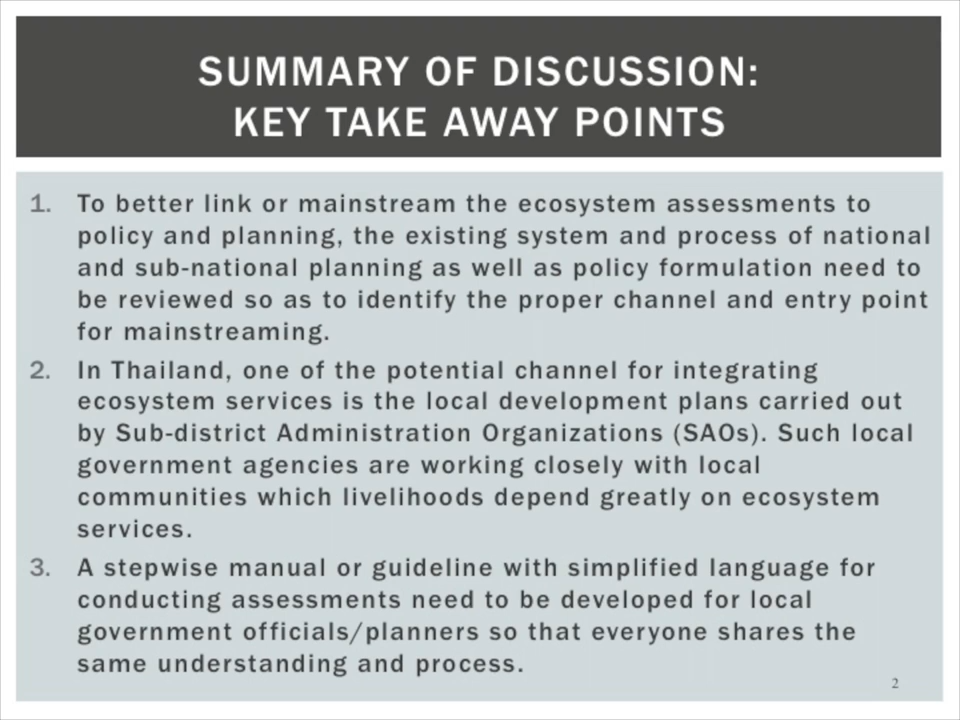 SUMMARY OF DISCUSSION:
KEY TAKE AWAY POINTS
1. To better link or mainstream the ecosystem assessments to
policy and planning, the existing system and process of national
and sub-national planning as well as policy formulation need to
be reviewed so as to identify the proper channel and entry point
for mainstreaming.
2. In Thailand, one of the potential channel for integrating
ecosystem services is the local development plans carried out
by Sub-district Administration Organizations (SAOs). Such local
government agencies are working closely with local
communities which livelihoods depend greatly on ecosystem
services.
3. A stepwise manual or guideline with simplified language for
conducting assessments need to be developed for local
government officials/planners so that everyone shares the
same understanding and process.
2